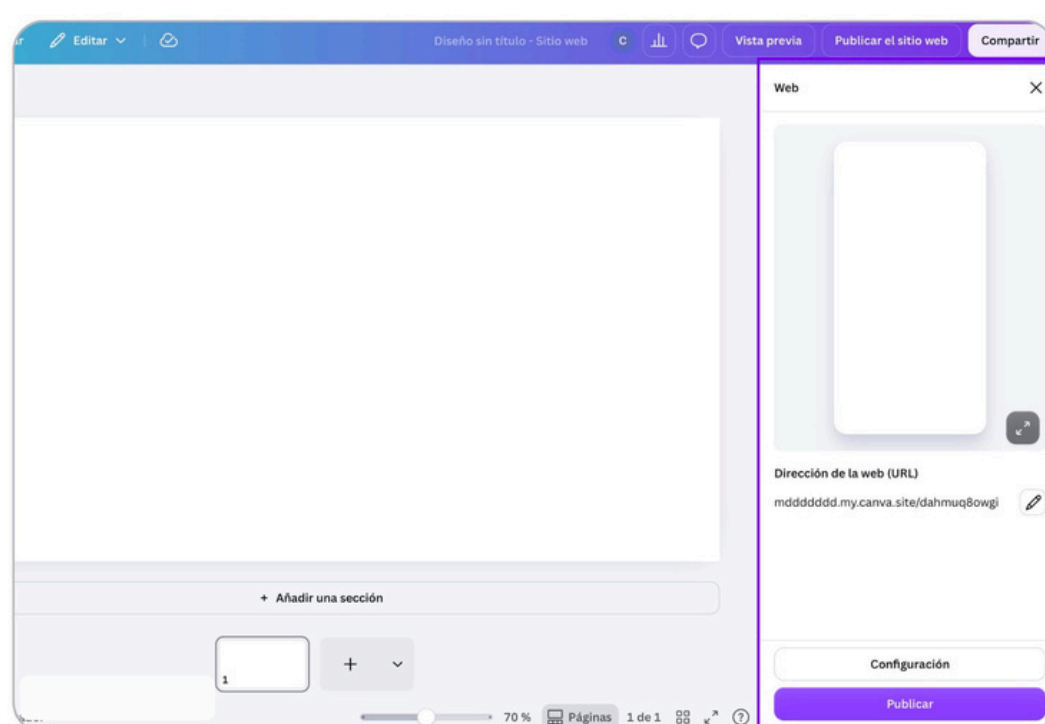 Editar
Diseño sin título - Sitio web
C
Vista previa
Publicar el sitio web
Compartir
Web
Dirección de la web (URL)
mddddddd.my.canva.site/dahmuq8owgi
+ Añadir una sección
1
70 %
Páginas
1 de 1
Configuración
Publicar